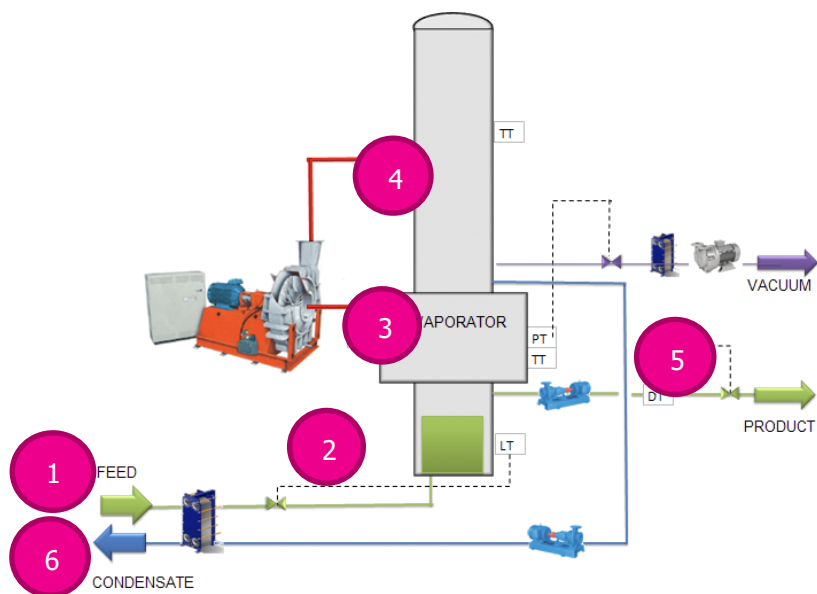 TT
4
VACUUM
3
VAPORATOR
PT
TT
5
DT
PRODUCT
2
LT
1
FEED
6
CONDENSATE